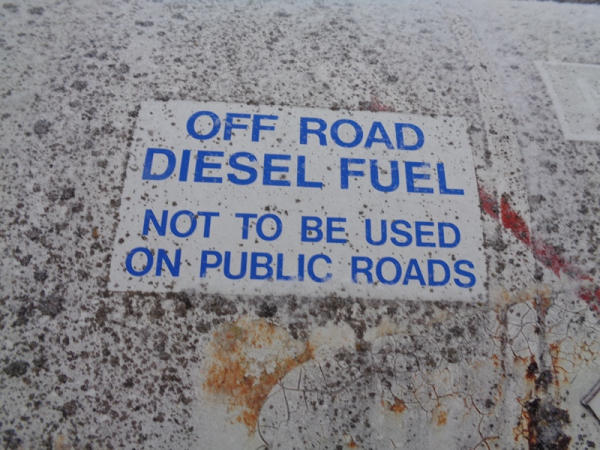 OFF ROAD
DIESEL FUEL
NOT TO BE USED
ON PUBLIC ROADS